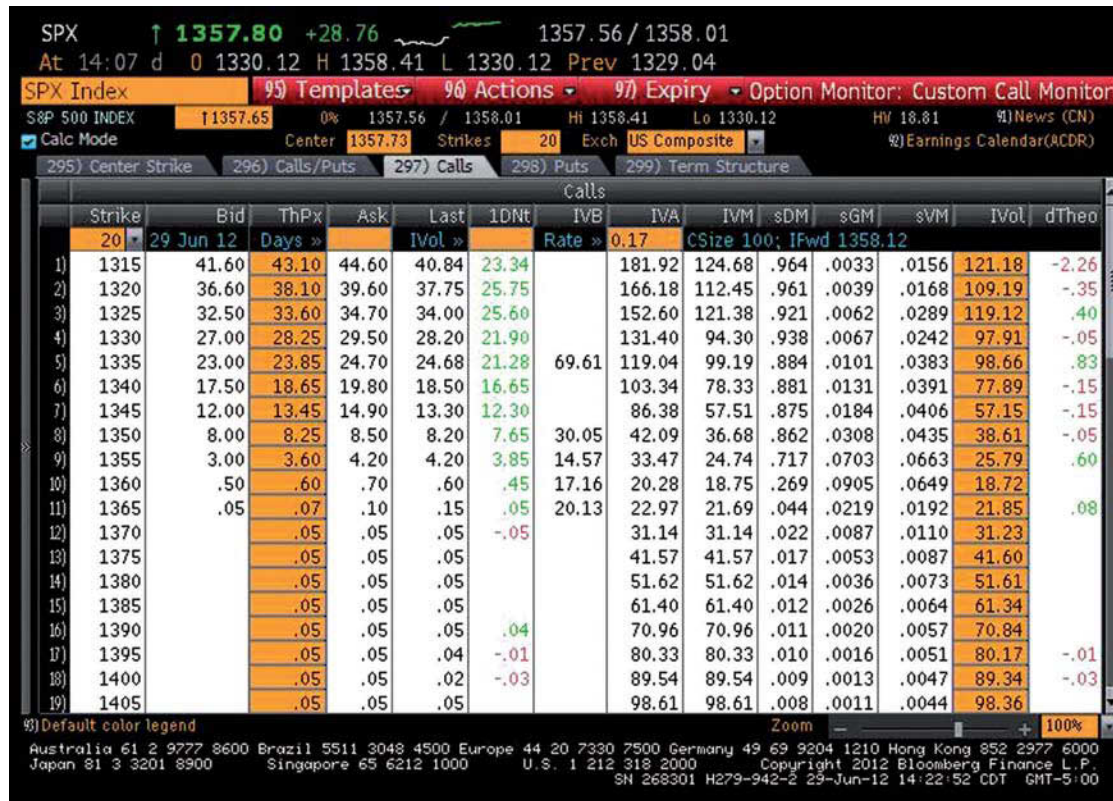 SPX ↑ 1357.80 +28.76 1357.56 / 1358.01
At 14:07 d O 1330.12 H 1358.41 L 1330.12 Prev 1329.04
SPX Index 95) Templates 96) Actions 97) Expiry Option Monitor: Custom Call Monitor
S&P 500 INDEX ↑1357.65 0% 1357.56 / 1358.01 Hi 1358.41 Lo 1330.12 HV 18.81 91) News (CN)
Calc Mode Center 1357.73 Strikes 20 Exch US Composite 92) Earnings Calendar(ACDR)
295) Center Strike 296) Calls/Puts 297) Calls 298) Puts 299) Term Structure
Calls
Strike Bid ThPx Ask Last 1DNt IVB IVA IVM sDM sGM sVM IVol dTheo
20 29 Jun 12 Days » IVol » Rate » 0.17 CSize 100; IFwd 1358.12
1) 1315 41.60 43.10 44.60 40.84 23.34 181.92 124.68 .964 .0033 .0156 121.18 -2.26
2) 1320 36.60 38.10 39.60 37.75 25.75 166.18 112.45 .961 .0039 .0168 109.19 -.35
3) 1325 32.50 33.60 34.70 34.00 25.60 152.60 121.38 .921 .0062 .0289 119.12 .40
4) 1330 27.00 28.25 29.50 28.20 21.90 131.40 94.30 .938 .0067 .0242 97.91 -.05
5) 1335 23.00 23.85 24.70 24.68 21.28 69.61 119.04 99.19 .884 .0101 .0383 98.66 .83
6) 1340 17.50 18.65 19.80 18.50 16.65 103.34 78.33 .881 .0131 .0391 77.89 -.15
7) 1345 12.00 13.45 14.90 13.30 12.30 86.38 57.51 .875 .0184 .0406 57.15 -.15
8) 1350 8.00 8.25 8.50 8.20 7.65 30.05 42.09 36.68 .862 .0308 .0435 38.61 -.05
9) 1355 3.00 3.60 4.20 4.20 3.85 14.57 33.47 24.74 .717 .0703 .0663 25.79 .60
10) 1360 .50 .60 .70 .60 .45 17.16 20.28 18.75 .269 .0905 .0649 18.72
11) 1365 .05 .07 .10 .15 .05 20.13 22.97 21.69 .044 .0219 .0192 21.85 .08
12) 1370 .05 .05 .05 -.05 31.14 31.14 .022 .0087 .0110 31.23
13) 1375 .05 .05 .05 41.57 41.57 .017 .0053 .0087 41.60
14) 1380 .05 .05 .05 51.62 51.62 .014 .0036 .0073 51.61
15) 1385 .05 .05 .05 61.40 61.40 .012 .0026 .0064 61.34
16) 1390 .05 .05 .05 .04 70.96 70.96 .011 .0020 .0057 70.84
17) 1395 .05 .05 .04 -.01 80.33 80.33 .010 .0016 .0051 80.17 -.01
18) 1400 .05 .05 .02 -.03 89.54 89.54 .009 .0013 .0047 89.34 -.03
19) 1405 .05 .05 .05 98.61 98.61 .008 .0011 .0044 98.36
93) Default color legend Zoom - + 100%
Australia 61 2 9777 8600 Brazil 5511 3048 4500 Europe 44 20 7330 7500 Germany 49 69 9204 1210 Hong Kong 852 2977 6000
Japan 81 3 3201 8900 Singapore 65 6212 1000 U.S. 1 212 318 2000 Copyright 2012 Bloomberg Finance L.P.
SN 268301 H279-942-2 29-Jun-12 14:22:52 CDT GMT-5:00